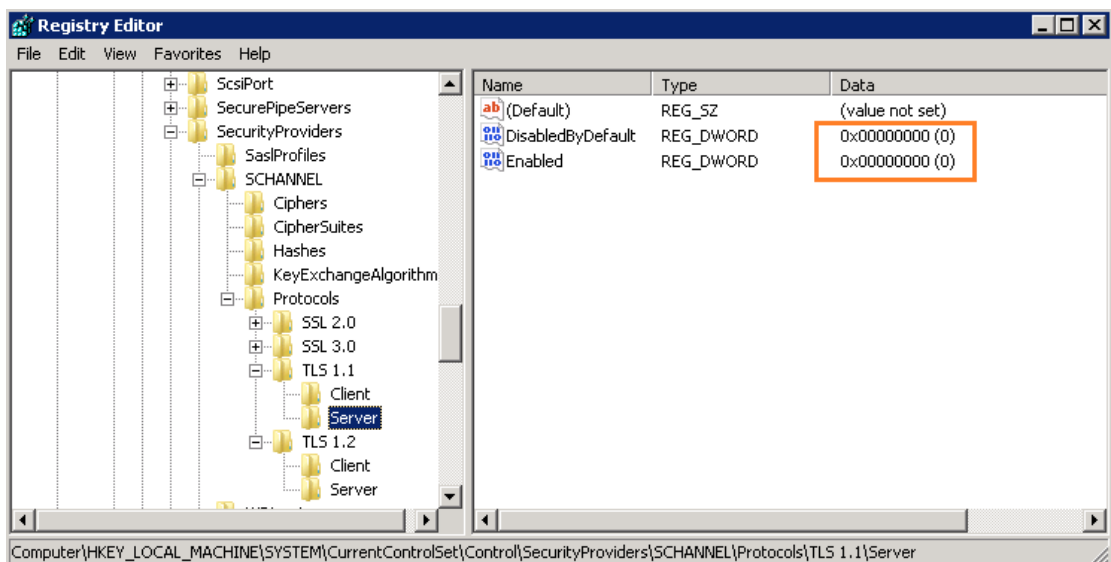 Registry Editor
File Edit View Favorites Help
ScsiPort
SecurePipeServers
SecurityProviders
SaslProfiles
SCHANNEL
Ciphers
CipherSuites
Hashes
KeyExchangeAlgorithm
Protocols
SSL 2.0
SSL 3.0
TLS 1.1
Client
Server
TLS 1.2
Client
Server
Name Type Data
(Default) REG_SZ (value not set)
DisabledByDefault REG_DWORD 0x00000000 (0)
Enabled REG_DWORD 0x00000000 (0)
Computer\HKEY_LOCAL_MACHINE\SYSTEM\CurrentControlSet\Control\SecurityProviders\SCHANNEL\Protocols\TLS 1.1\Server